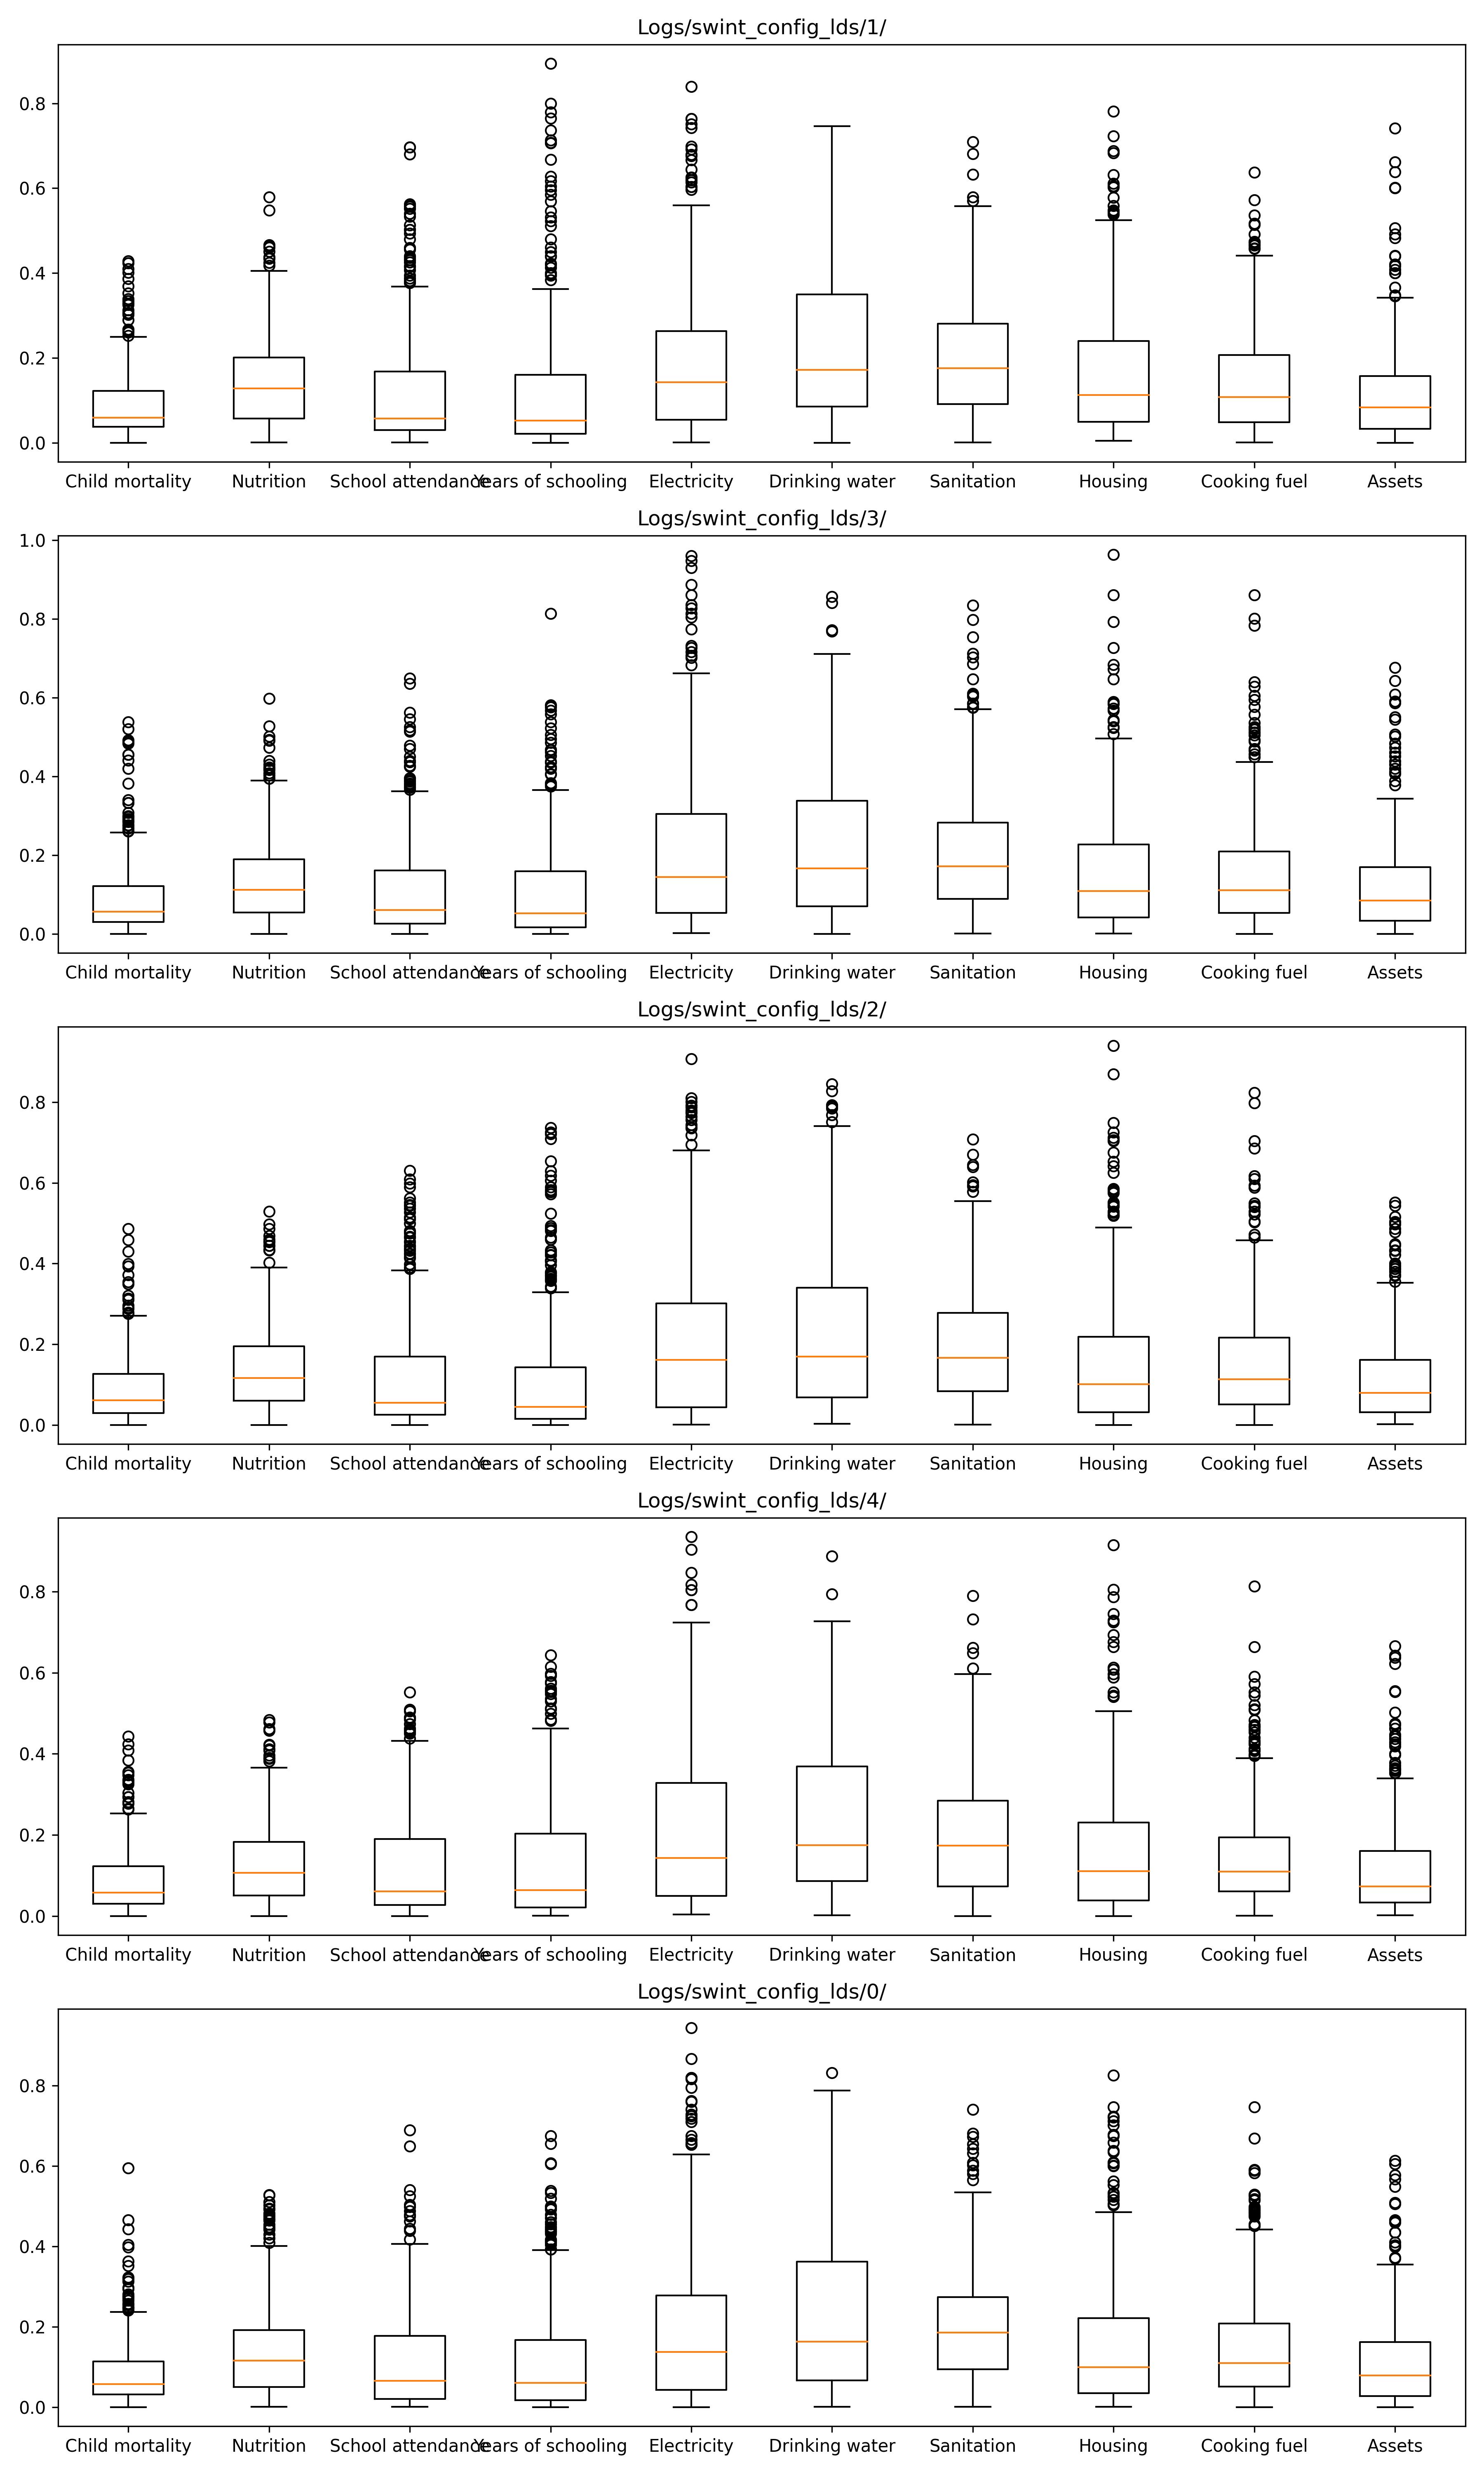 Logs/swint_config_lds/1/
0.8
0.6
0.4
0.2
0.0
Child mortality Nutrition School attendance Years of schooling Electricity Drinking water Sanitation Housing Cooking fuel Assets
Logs/swint_config_lds/3/
1.0
0.8
0.6
0.4
0.2
0.0
Child mortality Nutrition School attendance Years of schooling Electricity Drinking water Sanitation Housing Cooking fuel Assets
Logs/swint_config_lds/2/
0.8
0.6
0.4
0.2
0.0
Child mortality Nutrition School attendance Years of schooling Electricity Drinking water Sanitation Housing Cooking fuel Assets
Logs/swint_config_lds/4/
0.8
0.6
0.4
0.2
0.0
Child mortality Nutrition School attendance Years of schooling Electricity Drinking water Sanitation Housing Cooking fuel Assets
Logs/swint_config_lds/0/
0.8
0.6
0.4
0.2
0.0
Child mortality Nutrition School attendance Years of schooling Electricity Drinking water Sanitation Housing Cooking fuel Assets